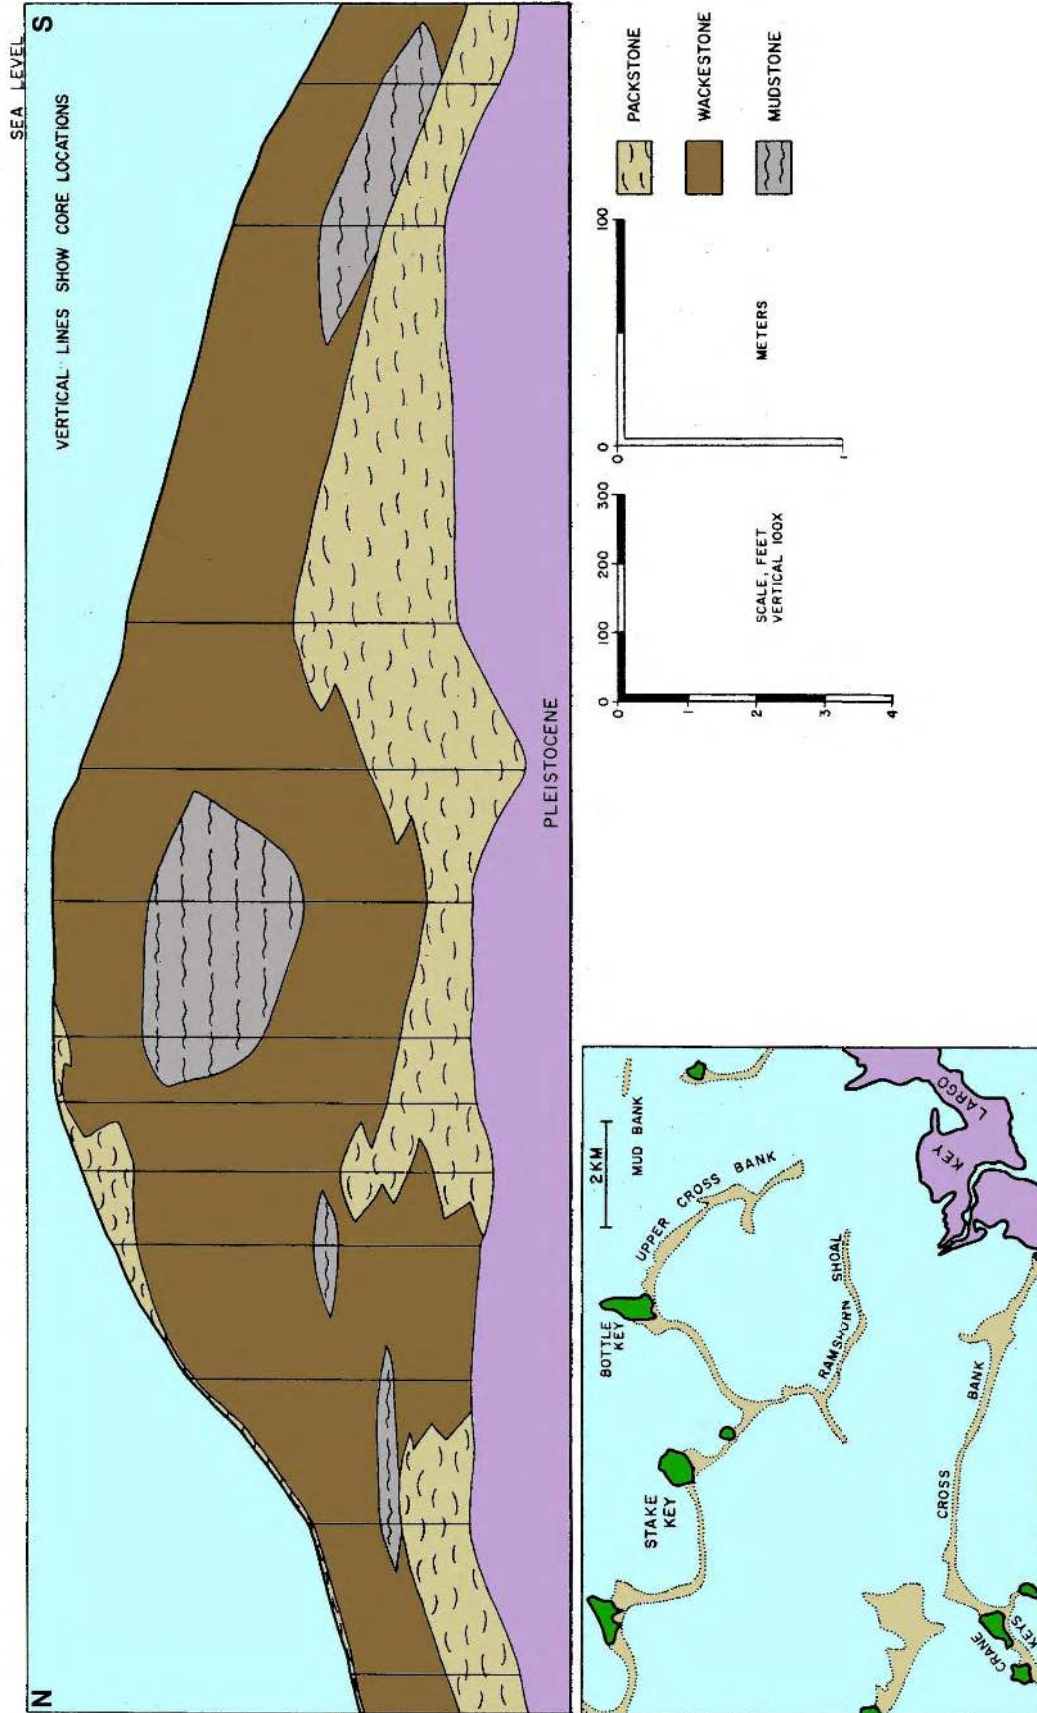 SEA LEVEL
N
S
VERTICAL LINES SHOW CORE LOCATIONS
PLEISTOCENE
0 100 200 300
0
1
2
3
4
SCALE, FEET
VERTICAL 100X
0 100
0
1
METERS
PACKSTONE
WACKESTONE
MUDSTONE
BOTTLE
KEY
UPPER CROSS BANK
2 KM
MUD BANK
STAKE
KEY
RAMSHORN SHOAL
KEY LARGO
CROSS BANK
CRANE
KEYS